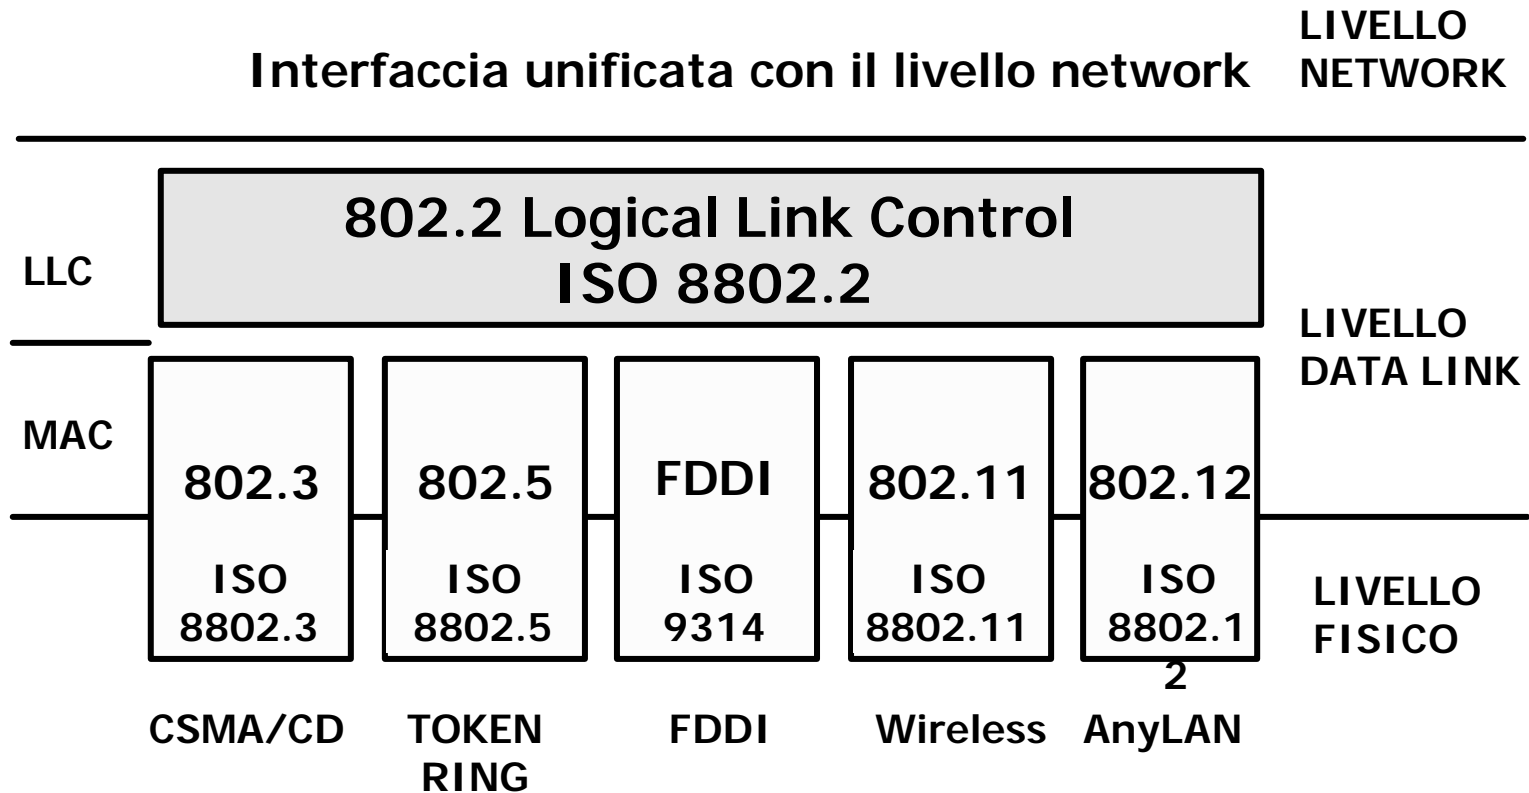 LIVELLO
Interfaccia unificata con il livello network NETWORK
802.2 Logical Link Control
ISO 8802.2
LLC
LIVELLO
DATA LINK
MAC
802.3 802.5 FDDI 802.11 802.12
ISO ISO ISO ISO ISO
8802.3 8802.5 9314 8802.11 8802.1
2
LIVELLO
FISICO
CSMA/CD TOKEN FDDI Wireless AnyLAN
RING